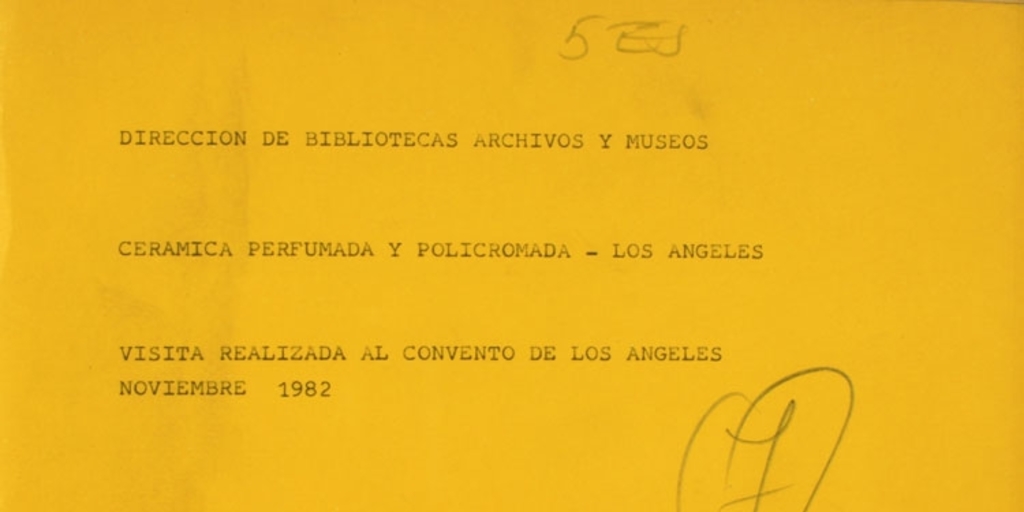 DIRECCION DE BIBLIOTECAS ARCHIVOS Y MUSEOS
CERAMICA PERFUMADA Y POLICROMADA - LOS ANGELES
VISITA REALIZADA AL CONVENTO DE LOS ANGELES
NOVIEMBRE 1982